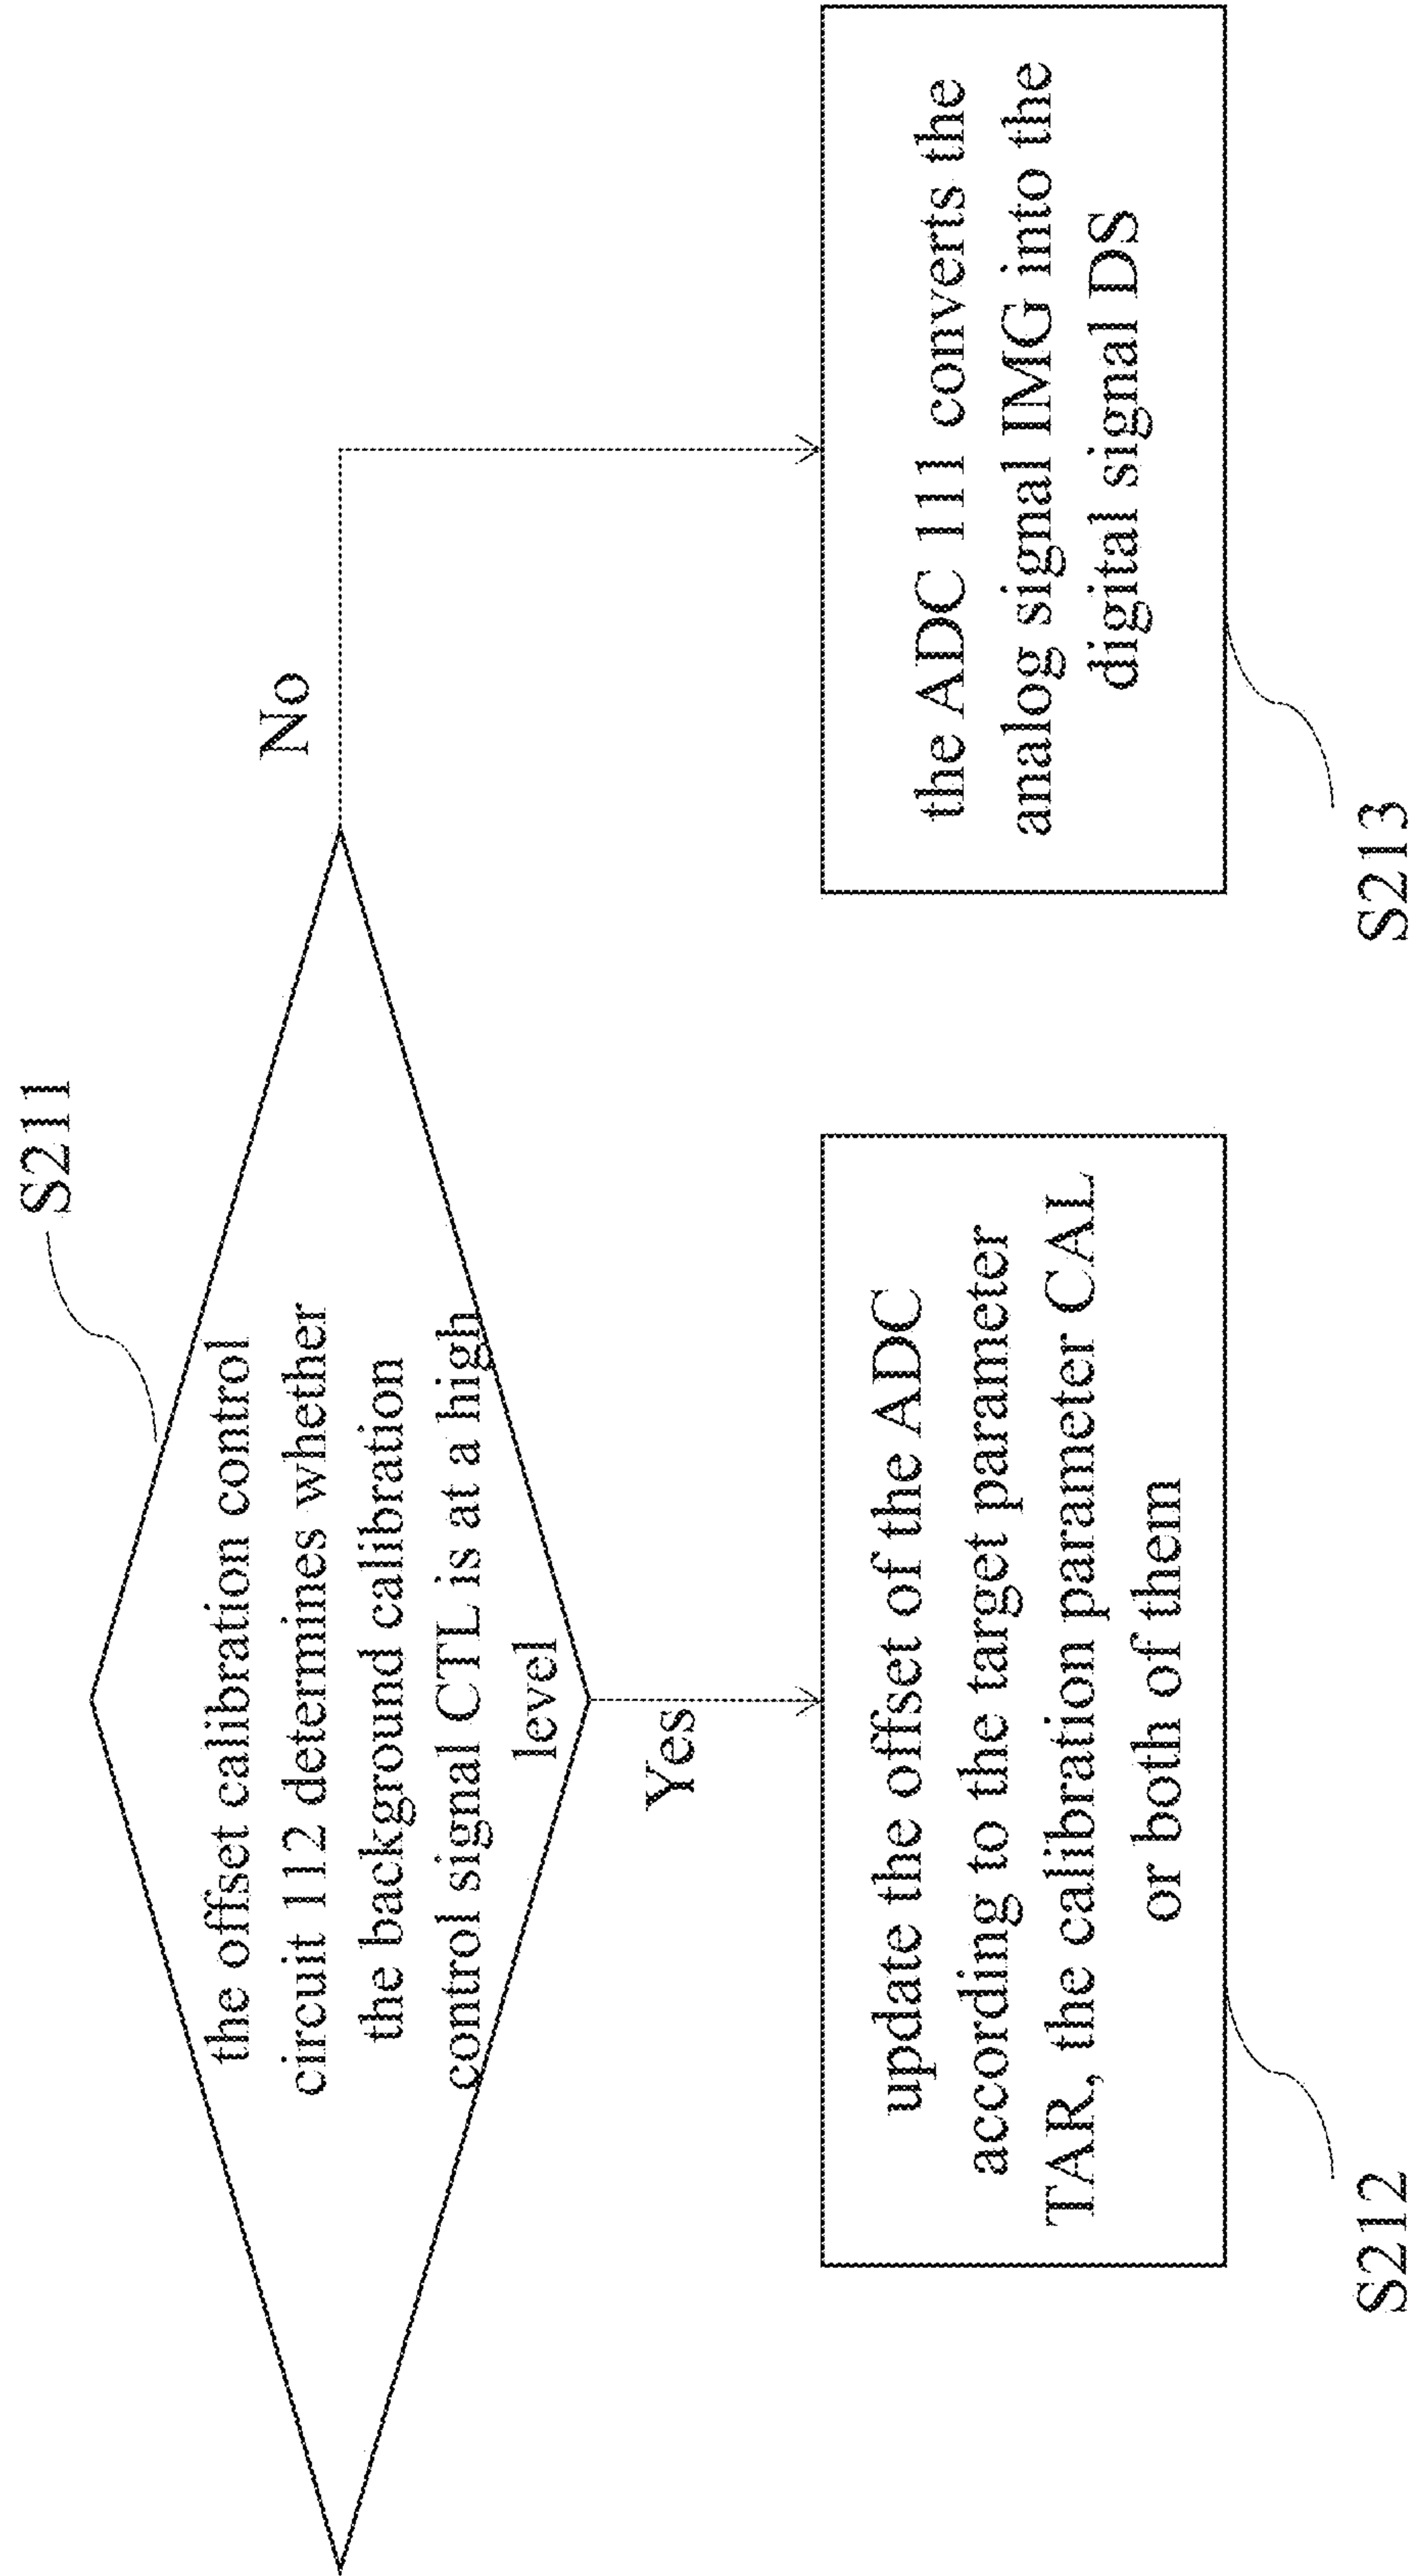 S211
the offset calibration control
circuit 112 determines whether
the background calibration
control signal CTL is at a high
level
No
Yes
update the offset of the ADC
according to the target parameter
TAR, the calibration parameter CAL
or both of them
S212
the ADC 111 converts the
analog signal IMG into the
digital signal DS
S213